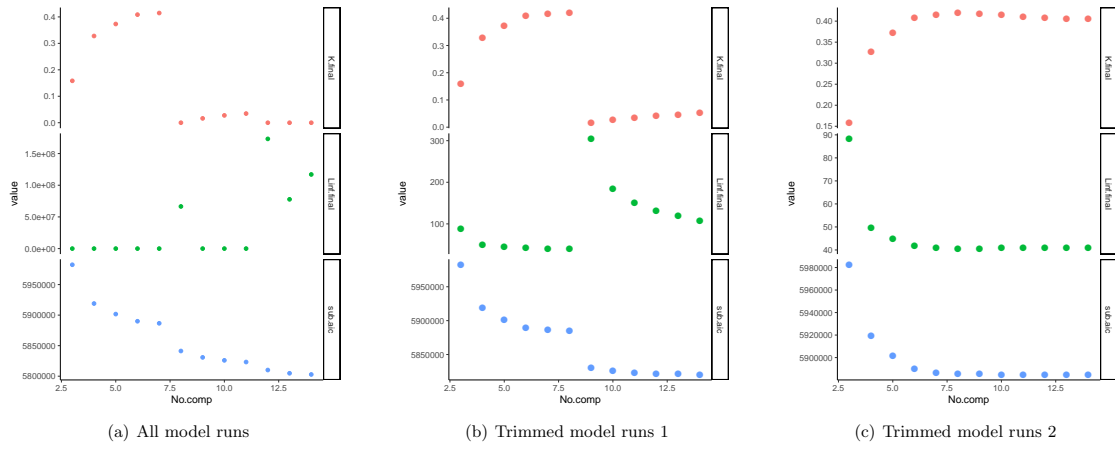 0.4
0.3
0.2
0.1
0.0
K.final
1.5e+08
1.0e+08
5.0e+07
0.0e+00
Linf.final
5950000
5900000
5850000
5800000
sub.aic
value
2.5 5.0 7.5 10.0 12.5
No.comp
(a) All model runs
0.4
0.3
0.2
0.1
0.0
K.final
300
200
100
Linf.final
5950000
5900000
5850000
sub.aic
value
2.5 5.0 7.5 10.0 12.5
No.comp
(b) Trimmed model runs 1
0.40
0.35
0.30
0.25
0.20
0.15
K.final
90
80
70
60
50
40
Linf.final
5980000
5960000
5940000
5920000
5900000
sub.aic
value
2.5 5.0 7.5 10.0 12.5
No.comp
(c) Trimmed model runs 2